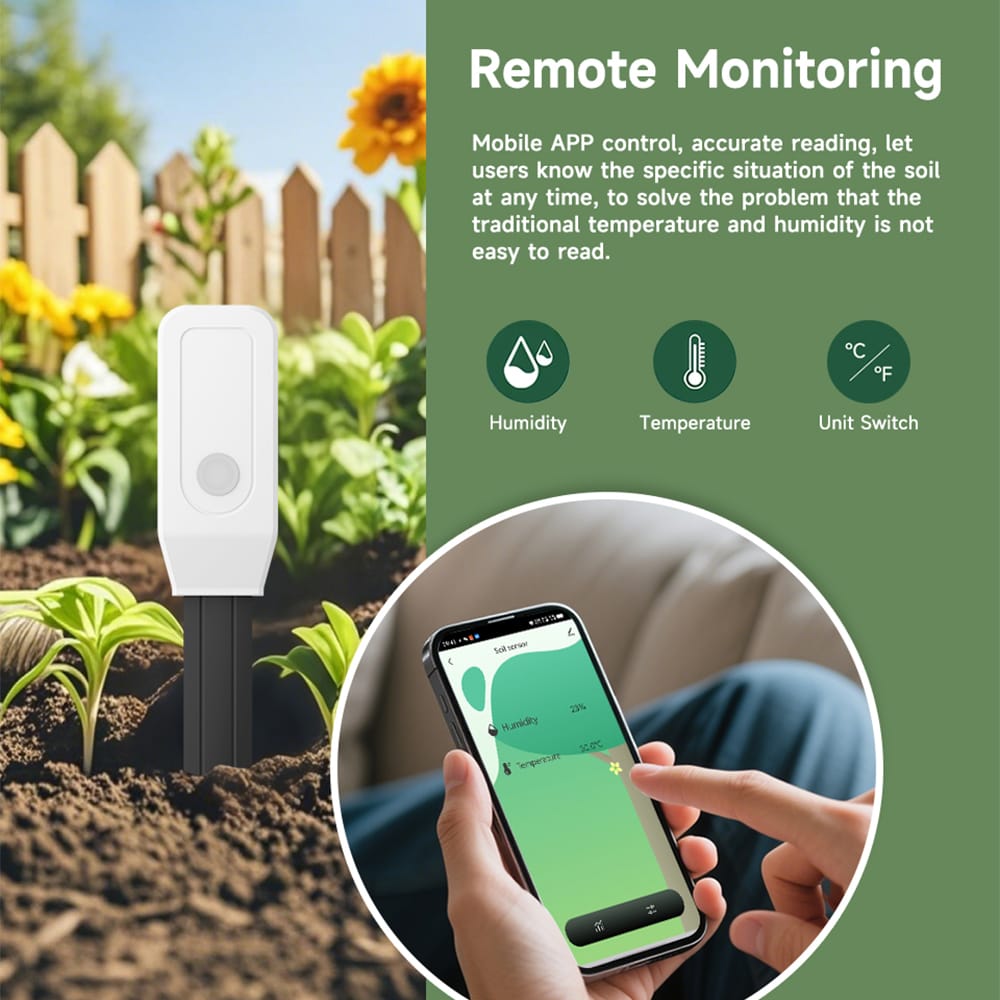 Remote Monitoring
Mobile APP control, accurate reading, let
users know the specific situation of the soil
at any time, to solve the problem that the
traditional temperature and humidity is not
easy to read.
°C
°F
Humidity
Temperature
Unit Switch
Soil sensor
Humidity
23%
Temperature